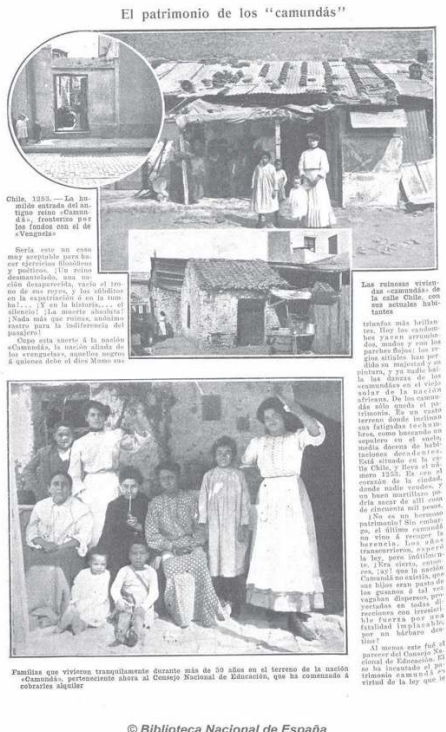 El patrimonio de los “camundás”
Chile, 1253. — La hu-
milde entrada del an-
tiguo reino «Camun-
dá», fronterizo por
los fondos con el de
«Venguela»
Sería este un caso
muy aceptable para ha-
cer ejercicios filosóficos
y poéticos. ¡Un reino
desmantelado, una na-
ción desaparecida, vacío el tro-
no de sus reyes, y los súbditos
en la expatriación ó en la tum-
ba!... ¡Y en la historia,... el
silencio! ¡La muerte absoluta!
¡Nada más que ruinas, anónimo
rastro para la indiferencia del
pasajero!
Cupo esta suerte á la nación
«Camundá», la nación aliada de
los «venguelas», aquellos negros
á quienes debe el dios Momo sus
Las ruinosas vivien-
das «camundás» de
la calle Chile, con
sus actuales habi-
tantes
triunfos más brillan-
tes. Hoy los candom-
bes yacen arrumba-
dos, mudos y con los
parches flojos; los re-
gios sitiales han per-
dido su majestad y su
pintura, y ya nadie bai-
la las danzas de los
«camundás» en el viejo
solar de la nación
africana. De los camun-
dás sólo queda el pa-
trimonio. Es un vasto
terreno donde inclinan
sus fatigadas techum-
bres, como buscando un
sepulcro en el suelo,
media docena de habi-
taciones decadentes.
Está situado en la ca-
lle Chile, y lleva el nú-
mero 1253. Es en el
corazón de la ciudad,
donde nadie vende, y
un buen martillazo po-
dría sacar de allí cosa
de cincuenta mil pesos.
¿No es un hermoso
patrimonio? Sin embar-
go, el último camundá
no vino á recoger la
herencia. Los años
transcurrieron, esperó
la ley, pero inútilmen-
te. ¿Era cierto, enton-
ces, ¡ay! que la nación
Camundá no existía, que
sus hijos eran pasto de
los gusanos ó tal vez
vagaban dispersos, pro-
yectados en todas di-
recciones con irresisti-
ble fuerza por una
fatalidad implacable,
por un bárbaro des-
tino?
Al menos este fué el
parecer del Consejo Na-
cional de Educación. El
se ha incautado el pa-
trimonio camundá en
virtud de la ley que le
Familias que vivieron tranquilamente durante más de 30 años en el terreno de la nación
«Camundá», perteneciente ahora al Consejo Nacional de Educación, que ha comenzado á
cobrarles alquiler
© Biblioteca Nacional de España